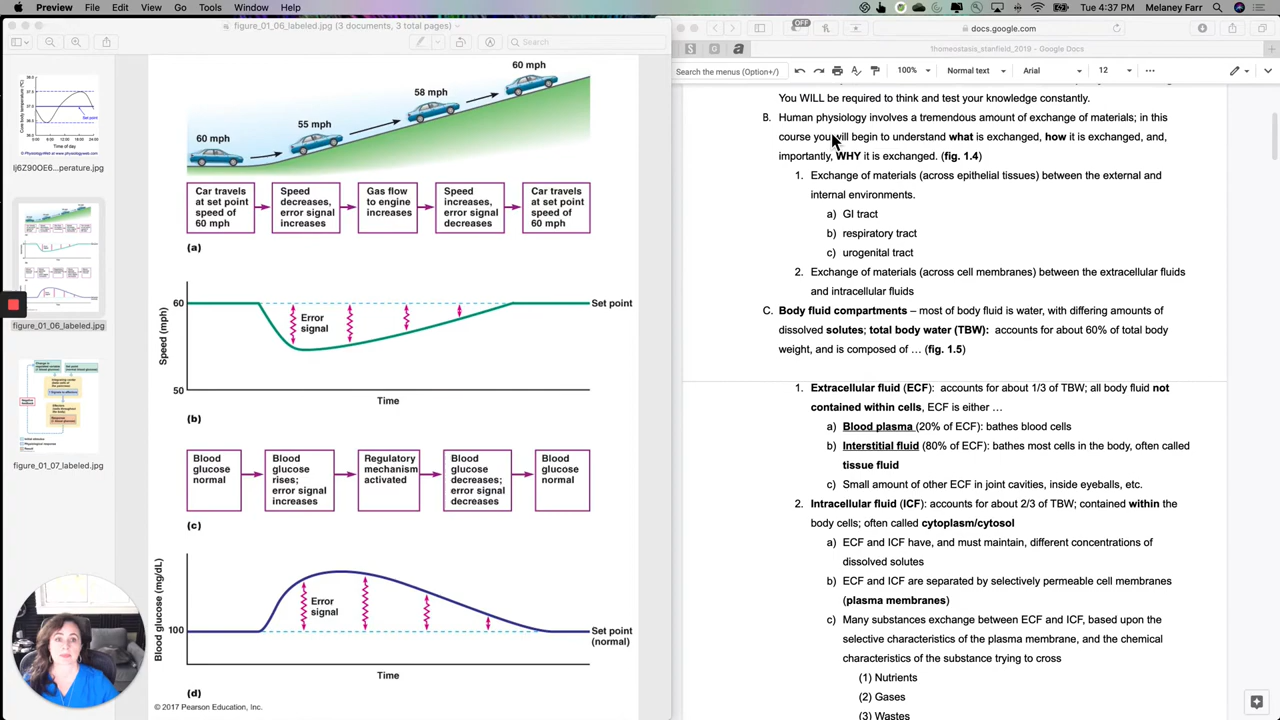 Preview File Edit View Go Tools Window Help
Tue 4:37 PM Melaney Farr
figure_01_06_labeled.jpg (3 documents, 3 total pages)
Search
OFF
docs.google.com
1homeostasis_stanfield_2019 - Google Docs
Search the menus (Option+/)
100%
Normal text
Arial
12
lj6Z90OE6...perature.jpg
figure_01_06_labeled.jpg
figure_01_07_labeled.jpg
60 mph
55 mph
58 mph
60 mph
Car travels
at set point
speed of
60 mph
Speed
decreases,
error signal
increases
Gas flow
to engine
increases
Speed
increases,
error signal
decreases
Car travels
at set point
speed of
60 mph
(a)
60
Set point
Error
signal
Speed (mph)
50
Time
(b)
Blood
glucose
normal
Blood
glucose
rises;
error signal
increases
Regulatory
mechanism
activated
Blood
glucose
decreases;
error signal
decreases
Blood
glucose
normal
(c)
Blood glucose (mg/dL)
Error
signal
100
Set point
(normal)
Time
(d)
© 2017 Pearson Education, Inc.
You WILL be required to think and test your knowledge constantly.
B. Human physiology involves a tremendous amount of exchange of materials; in this
course you will begin to understand what is exchanged, how it is exchanged, and,
importantly, WHY it is exchanged. (fig. 1.4)
1. Exchange of materials (across epithelial tissues) between the external and
internal environments.
a) GI tract
b) respiratory tract
c) urogenital tract
2. Exchange of materials (across cell membranes) between the extracellular fluids
and intracellular fluids
C. Body fluid compartments – most of body fluid is water, with differing amounts of
dissolved solutes; total body water (TBW): accounts for about 60% of total body
weight, and is composed of … (fig. 1.5)
1. Extracellular fluid (ECF): accounts for about 1/3 of TBW; all body fluid not
contained within cells, ECF is either …
a) Blood plasma (20% of ECF): bathes blood cells
b) Interstitial fluid (80% of ECF): bathes most cells in the body, often called
tissue fluid
c) Small amount of other ECF in joint cavities, inside eyeballs, etc.
2. Intracellular fluid (ICF): accounts for about 2/3 of TBW; contained within the
body cells; often called cytoplasm/cytosol
a) ECF and ICF have, and must maintain, different concentrations of
dissolved solutes
b) ECF and ICF are separated by selectively permeable cell membranes
(plasma membranes)
c) Many substances exchange between ECF and ICF, based upon the
selective characteristics of the plasma membrane, and the chemical
characteristics of the substance trying to cross
(1) Nutrients
(2) Gases
(3) Wastes